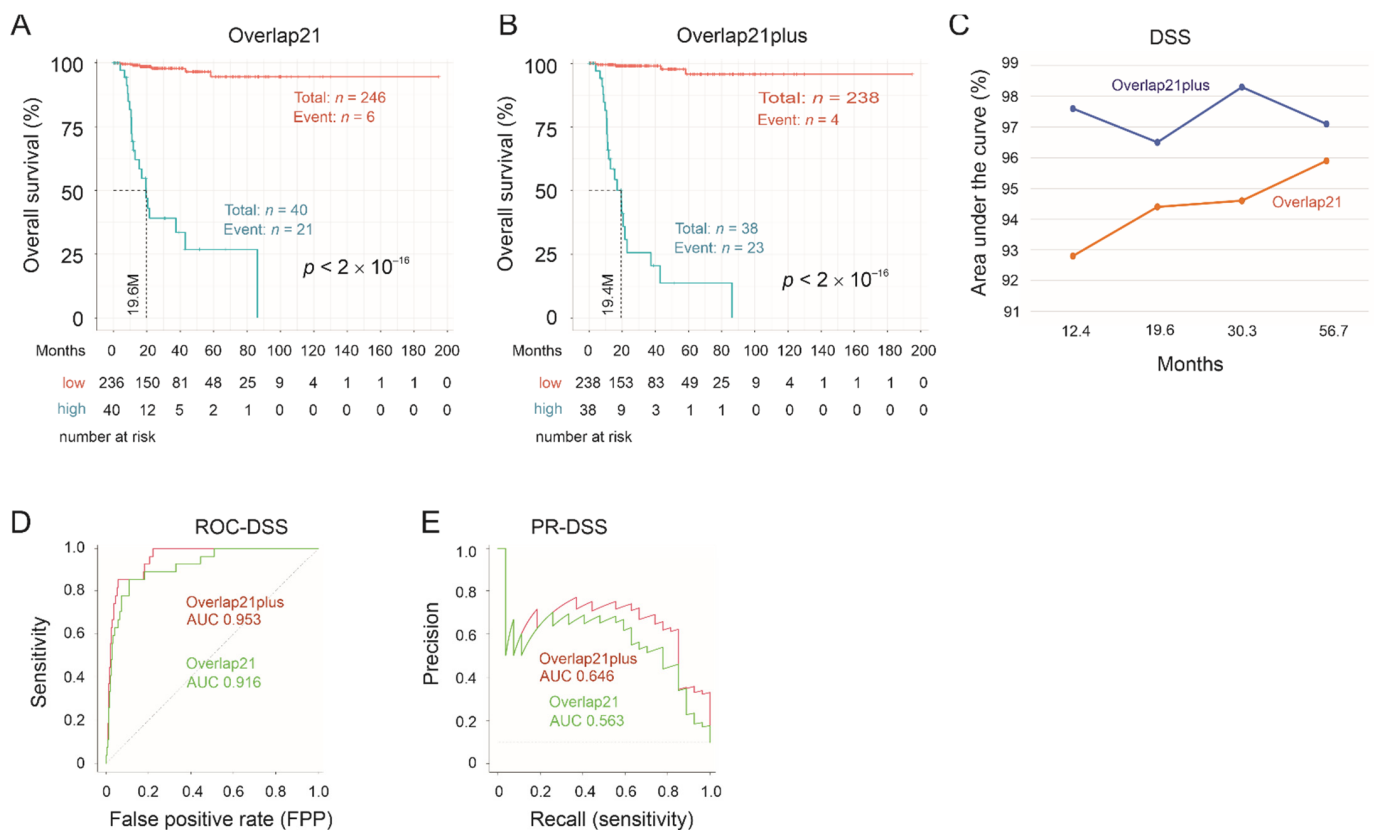 A
Overlap21
Overall survival (%)
100
75
50
25
0
Total: n = 246
Event: n = 6
Total: n = 40
Event: n = 21
p < 2 × 10⁻¹⁶
19.6M
Months 0 20 40 60 80 100 120 140 160 180 200
low 236 150 81 48 25 9 4 1 1 1 0
high 40 12 5 2 1 0 0 0 0 0 0
number at risk
B
Overlap21plus
Overall survival (%)
100
75
50
25
0
Total: n = 238
Event: n = 4
Total: n = 38
Event: n = 23
p < 2 × 10⁻¹⁶
19.4M
Months 0 20 40 60 80 100 120 140 160 180 200
low 238 153 83 49 25 9 4 1 1 1 0
high 38 9 3 1 1 0 0 0 0 0 0
number at risk
C
DSS
Area under the curve (%)
99
98
97
96
95
94
93
92
91
Overlap21plus
Overlap21
12.4 19.6 30.3 56.7
Months
D
ROC-DSS
Sensitivity
1.0
0.8
0.6
0.4
0.2
0
Overlap21plus
AUC 0.953
Overlap21
AUC 0.916
0 0.2 0.4 0.6 0.8 1.0
False positive rate (FPP)
E
PR-DSS
Precision
1.0
0.8
0.6
0.4
0.2
0
Overlap21plus
AUC 0.646
Overlap21
AUC 0.563
0 0.2 0.4 0.6 0.8 1.0
Recall (sensitivity)